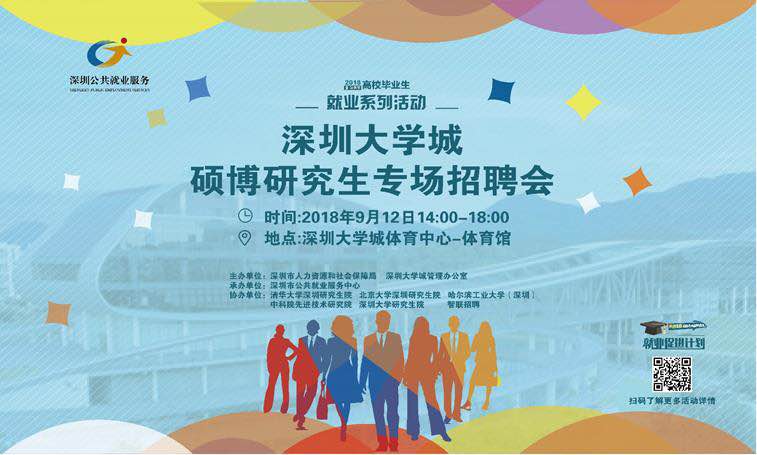 深圳公共就业服务
SHENZHEN PUBLIC EMPLOYMENT SERVICES
2018 高校毕业生
就业系列活动
深圳大学城
硕博研究生专场招聘会
时间:2018年9月12日14:00-18:00
地点:深圳大学城体育中心-体育馆
主办单位：深圳市人力资源和社会保障局 深圳大学城管理办公室
承办单位：深圳市公共就业服务中心
协办单位：清华大学深圳研究生院 北京大学深圳研究生院 哈尔滨工业大学（深圳）
中科院先进技术研究院 深圳大学研究生院 智联招聘
就业促进计划
扫码了解更多活动详情